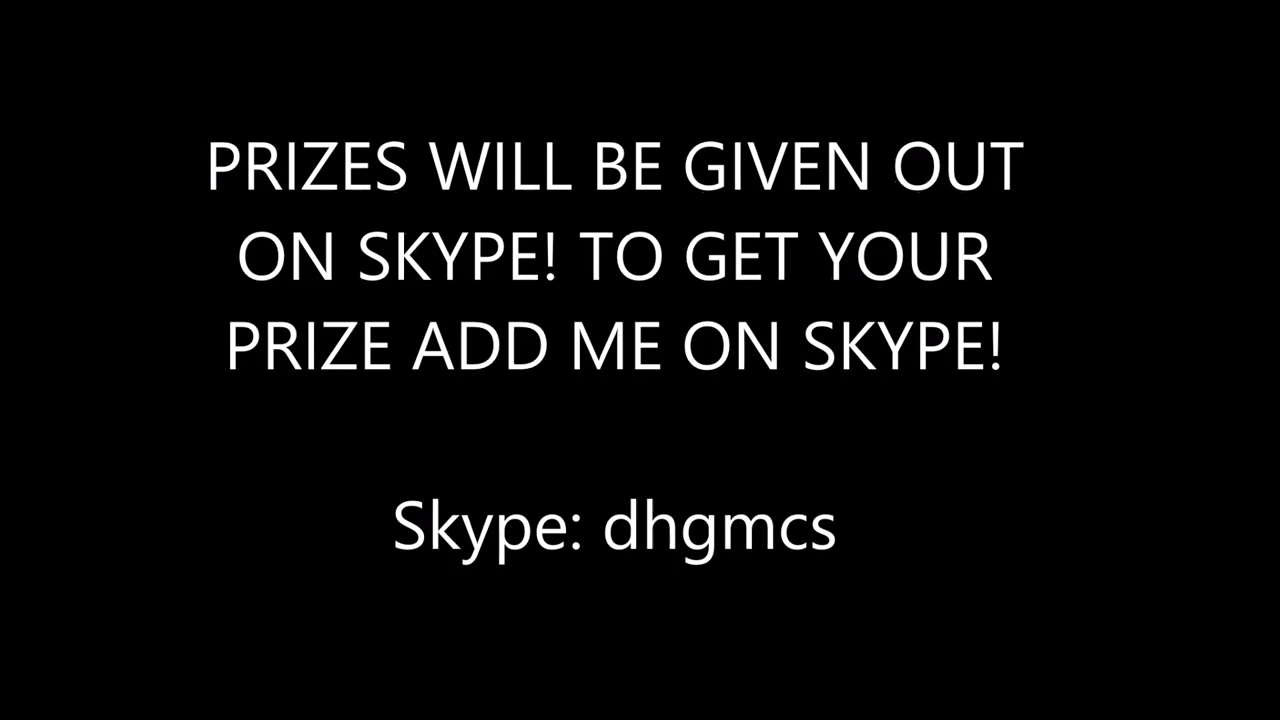 PRIZES WILL BE GIVEN OUT
ON SKYPE! TO GET YOUR
PRIZE ADD ME ON SKYPE!
Skype: dhgmcs